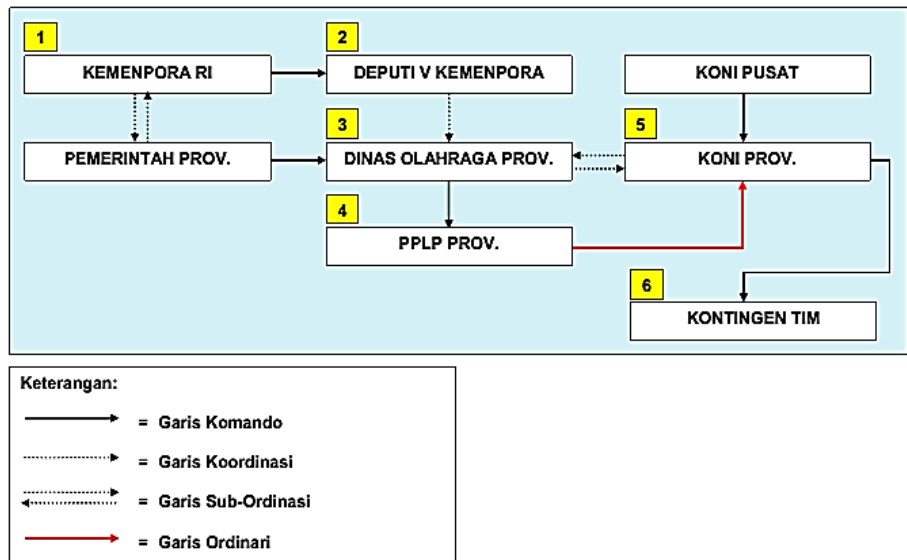 1
2
KEMENPORA RI
DEPUTI V KEMENPORA
KONI PUSAT
3
5
PEMERINTAH PROV.
DINAS OLAHRAGA PROV.
KONI PROV.
4
PPLP PROV.
6
KONTINGEN TIM
Keterangan:
= Garis Komando
= Garis Koordinasi
= Garis Sub-Ordinasi
= Garis Ordinari